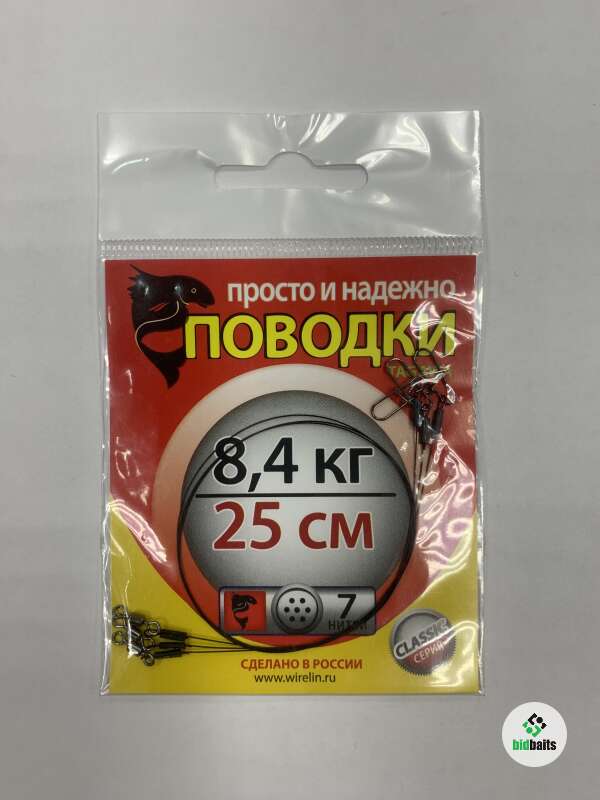 просто и надежно
ПОВОДКИ
8,4 кг
25 см
7
НИТЕЙ
CLASSIC
СЕРИЯ
СДЕЛАНО В РОССИИ
www.wirelin.ru
bidbaits